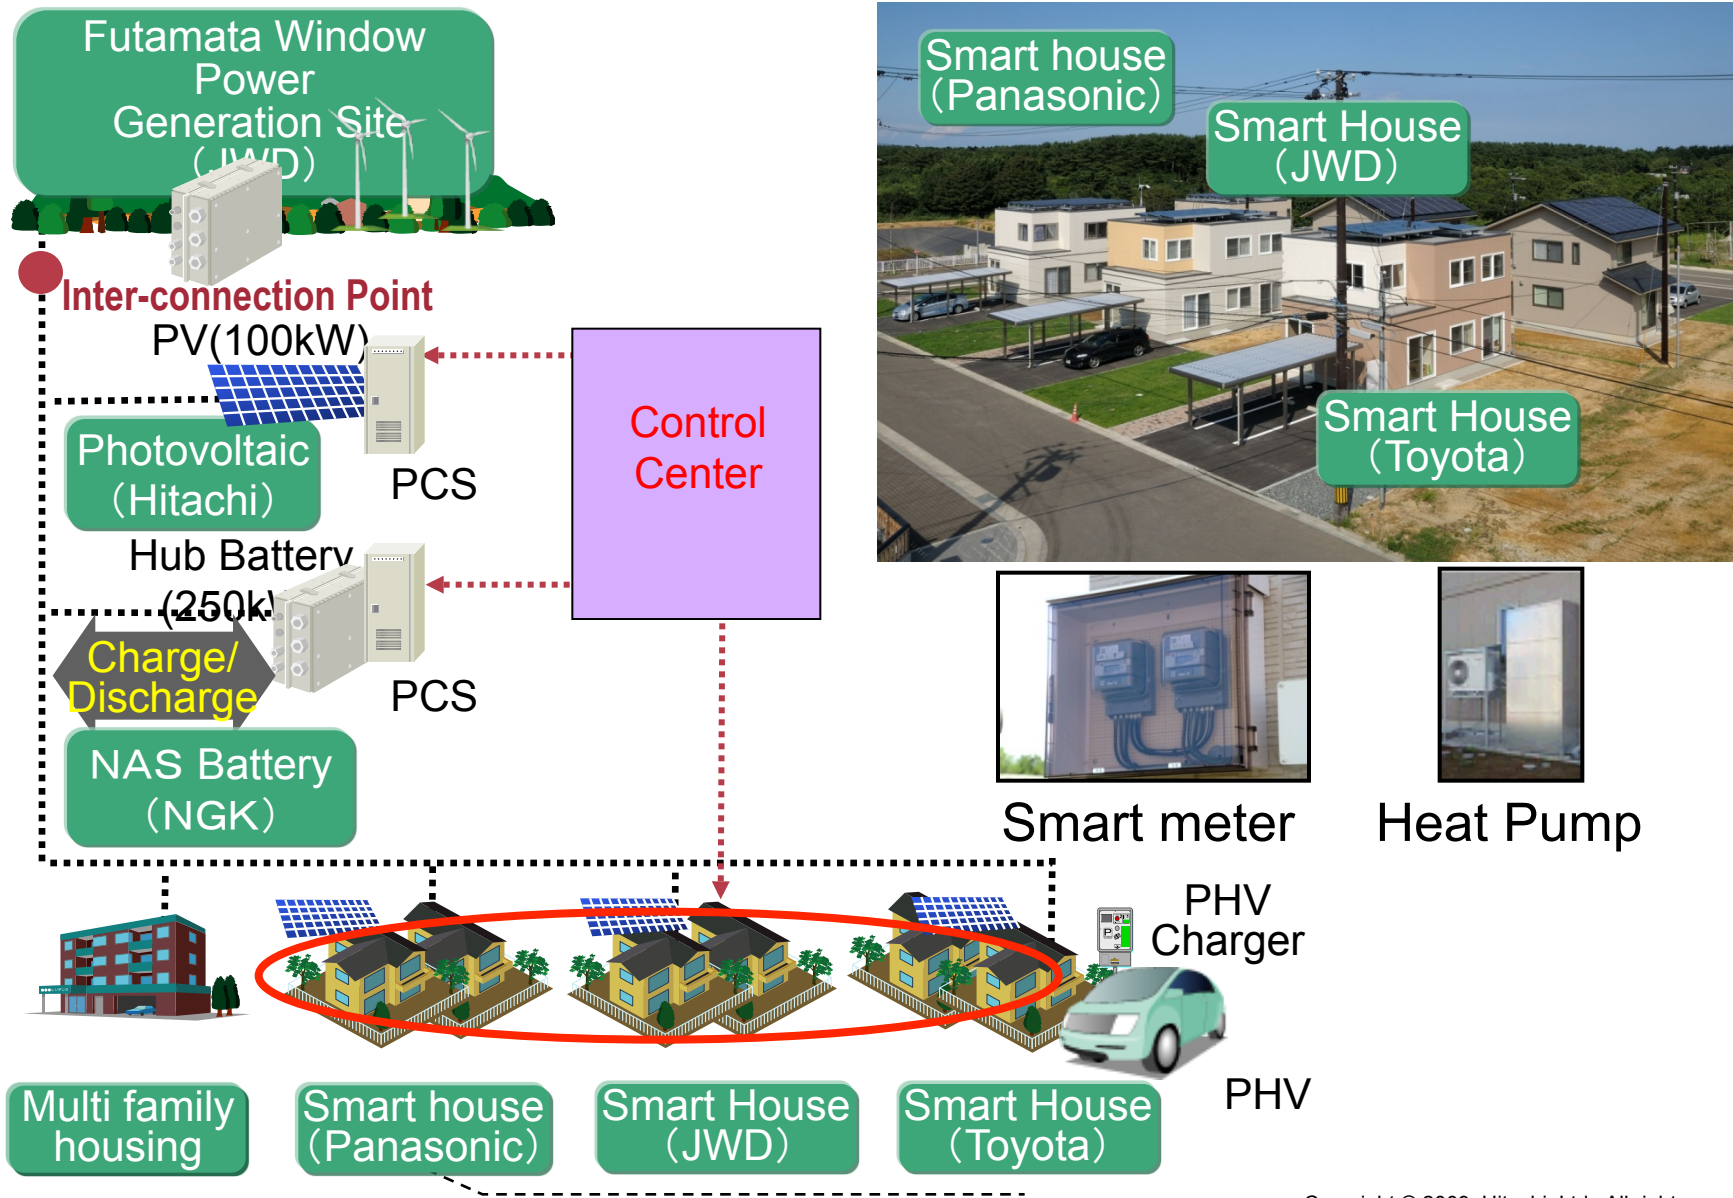 Futamata Window
Power
Generation Site
（JWD）
Inter-connection Point
PV(100kW)
PCS
Photovoltaic
（Hitachi）
Hub Battery
PCS
Charge/
Discharge
NAS Battery
（NGK）
Control
Center
Smart house
（Panasonic）
Smart House
（JWD）
Smart House
（Toyota）
Smart meter
Heat Pump
PHV
Charger
P
PHV
Multi family
housing
Smart house
（Panasonic）
Smart House
（JWD）
Smart House
（Toyota）